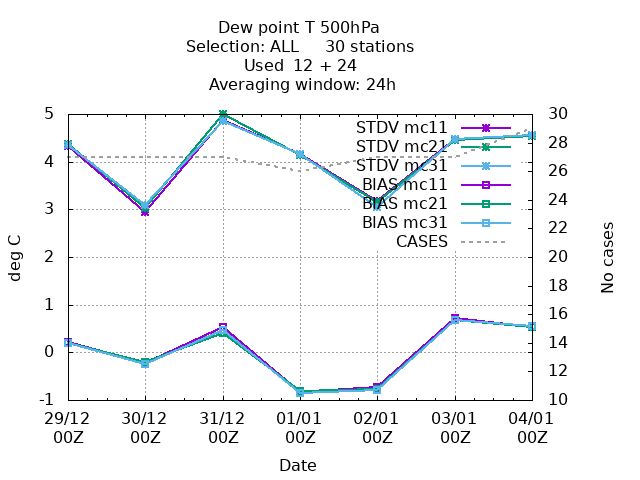 Dew point T 500hPa
Selection: ALL     30 stations
Used  12 + 24
Averaging window: 24h
STDV mc11
STDV mc21
STDV mc31
BIAS mc11
BIAS mc21
BIAS mc31
CASES
5
4
3
2
1
0
-1
deg C
30
28
26
24
22
20
18
16
14
12
10
No cases
29/12 30/12 31/12 01/01 02/01 03/01 04/01
00Z 00Z 00Z 00Z 00Z 00Z 00Z
Date